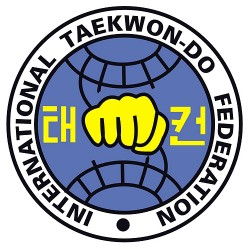 INTERNATIONAL TAEKWON-DO FEDERATION
태 권